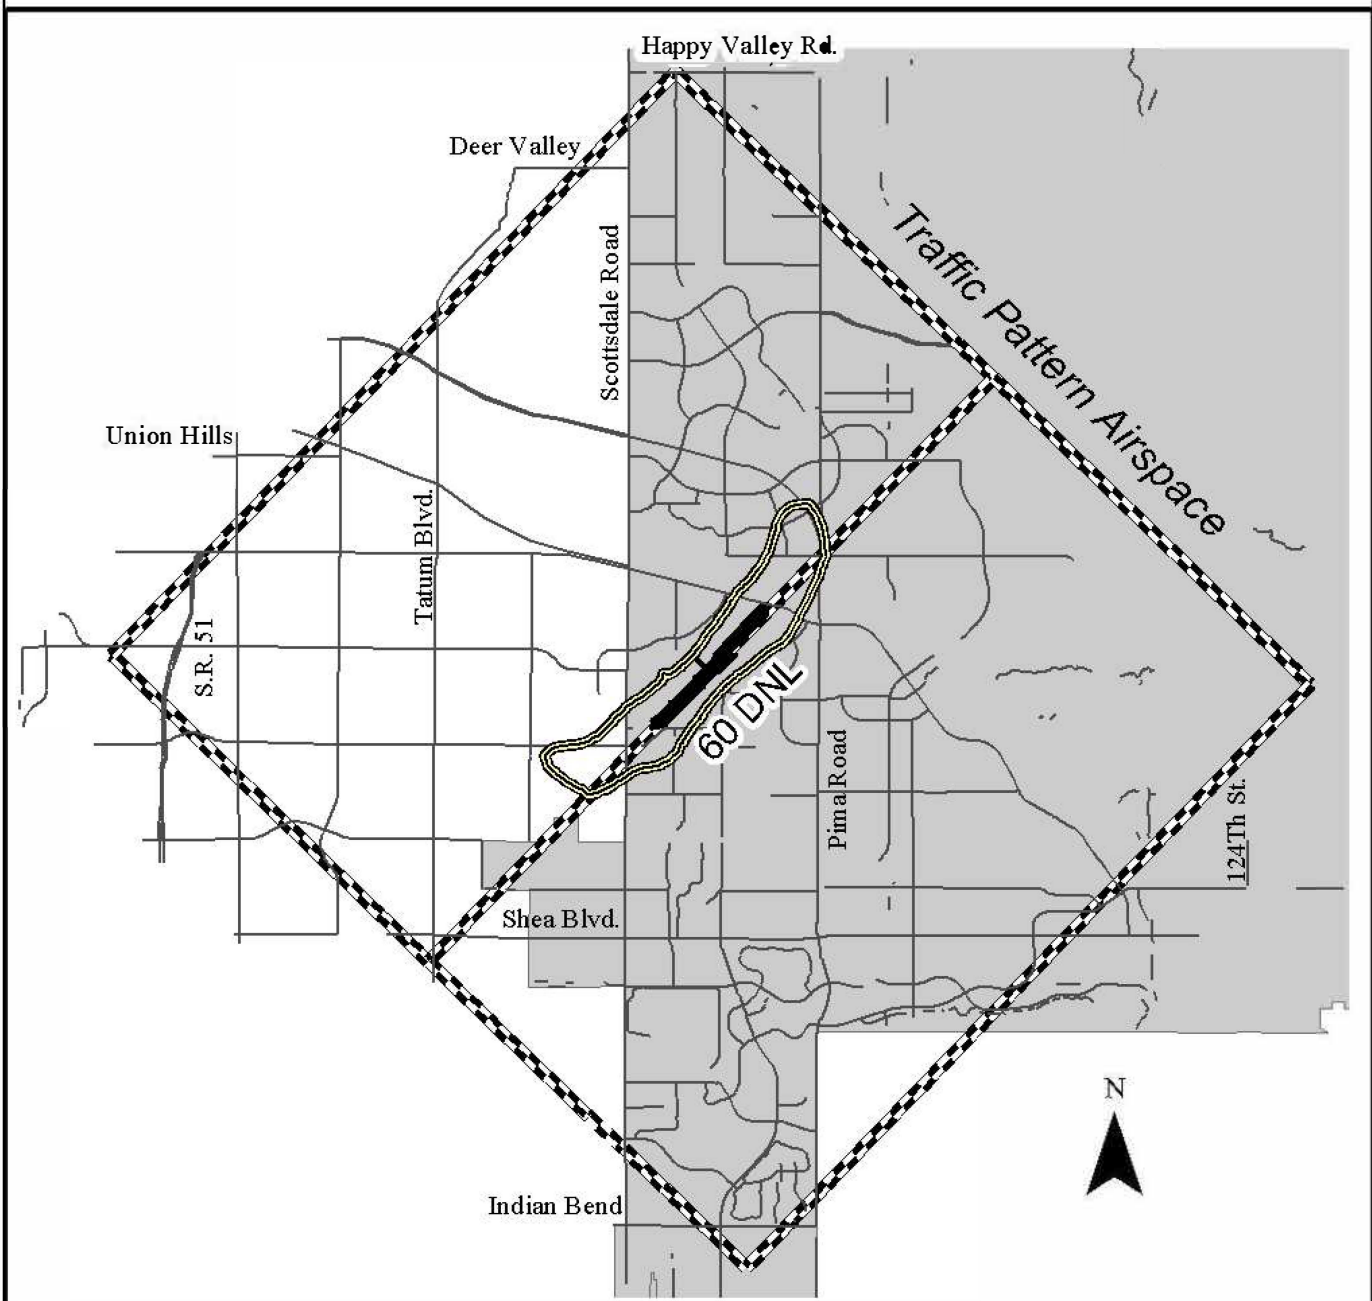 Happy Valley Rd.
Deer Valley
Scottsdale Road
Traffic Pattern Airspace
Union Hills
Tatum Blvd.
S.R. 51
60 DNL
Pima Road
124Th St.
Shea Blvd.
N
Indian Bend